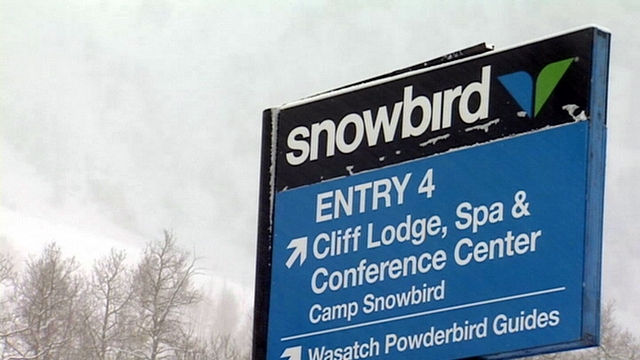 snowbird
ENTRY 4
Cliff Lodge, Spa &
Conference Center
Camp Snowbird
Wasatch Powderbird Guides